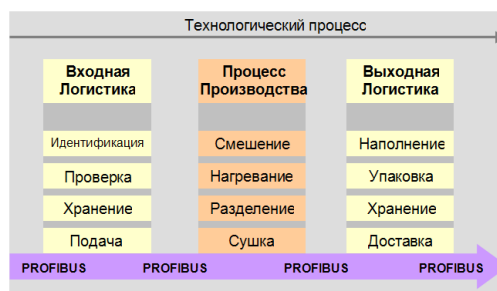 Технологический процесс
Входная
Логистика
Идентификация
Проверка
Хранение
Подача
Процесс
Производства
Смешение
Нагревание
Разделение
Сушка
Выходная
Логистика
Наполнение
Упаковка
Хранение
Доставка
PROFIBUS PROFIBUS PROFIBUS PROFIBUS